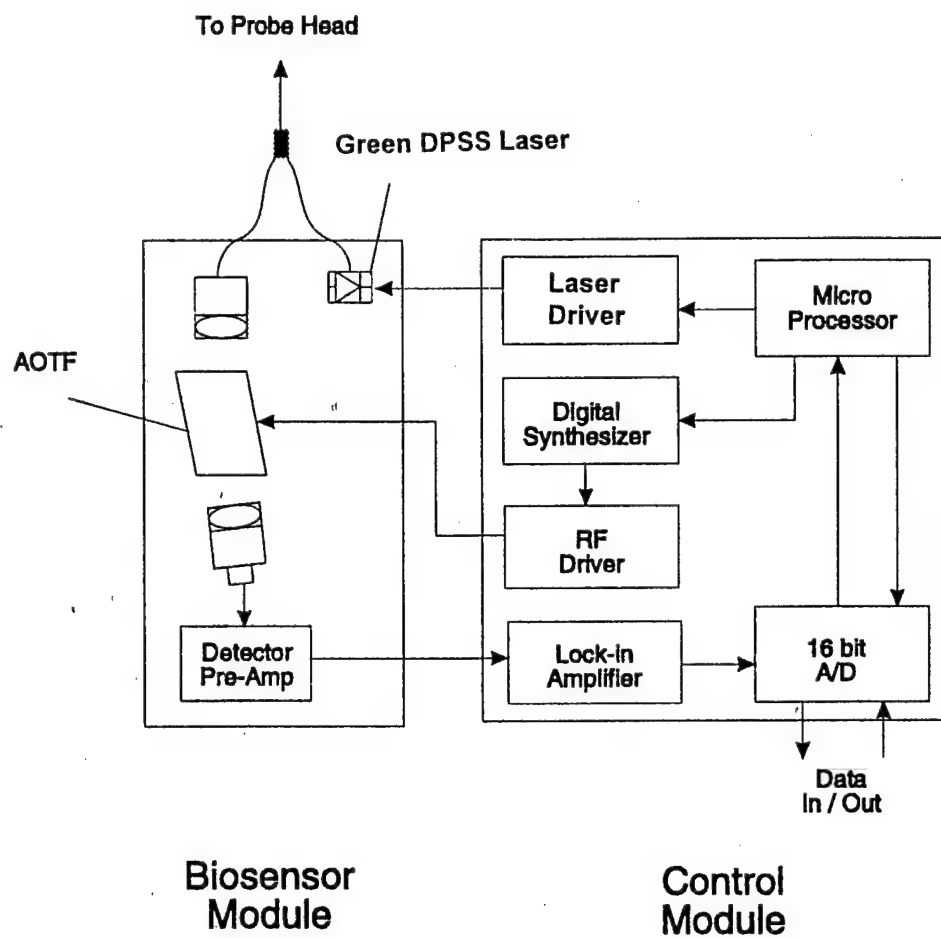 To Probe Head
Green DPSS Laser
AOTF
Laser
Driver
Micro
Processor
Digital
Synthesizer
RF
Driver
Detector
Pre-Amp
Lock-in
Amplifier
16 bit
A/D
Data
In / Out
Biosensor
Module
Control
Module